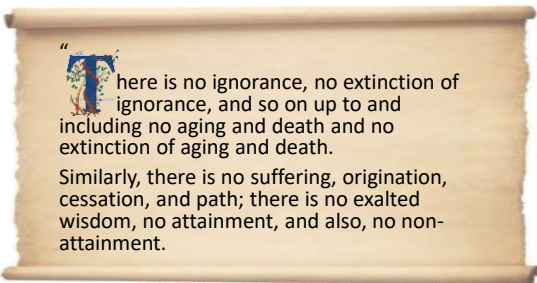 “
There is no ignorance, no extinction of
ignorance, and so on up to and
including no aging and death and no
extinction of aging and death.
Similarly, there is no suffering, origination,
cessation, and path; there is no exalted
wisdom, no attainment, and also, no non-
attainment.